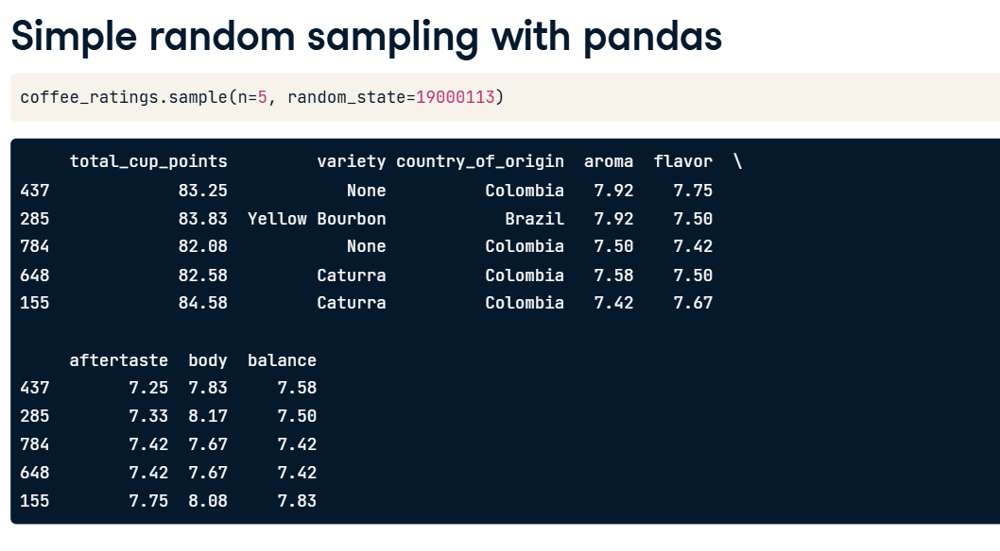 Simple random sampling with pandas
coffee_ratings.sample(n=5, random_state=19000113)
     total_cup_points         variety country_of_origin  aroma  flavor  \
437             83.25            None          Colombia   7.92    7.75
285             83.83  Yellow Bourbon            Brazil   7.92    7.50
784             82.08            None          Colombia   7.50    7.42
648             82.58         Caturra          Colombia   7.58    7.50
155             84.58         Caturra          Colombia   7.42    7.67
     aftertaste  body  balance
437        7.25  7.83     7.58
285        7.33  8.17     7.50
784        7.42  7.67     7.42
648        7.42  7.67     7.42
155        7.75  8.08     7.83